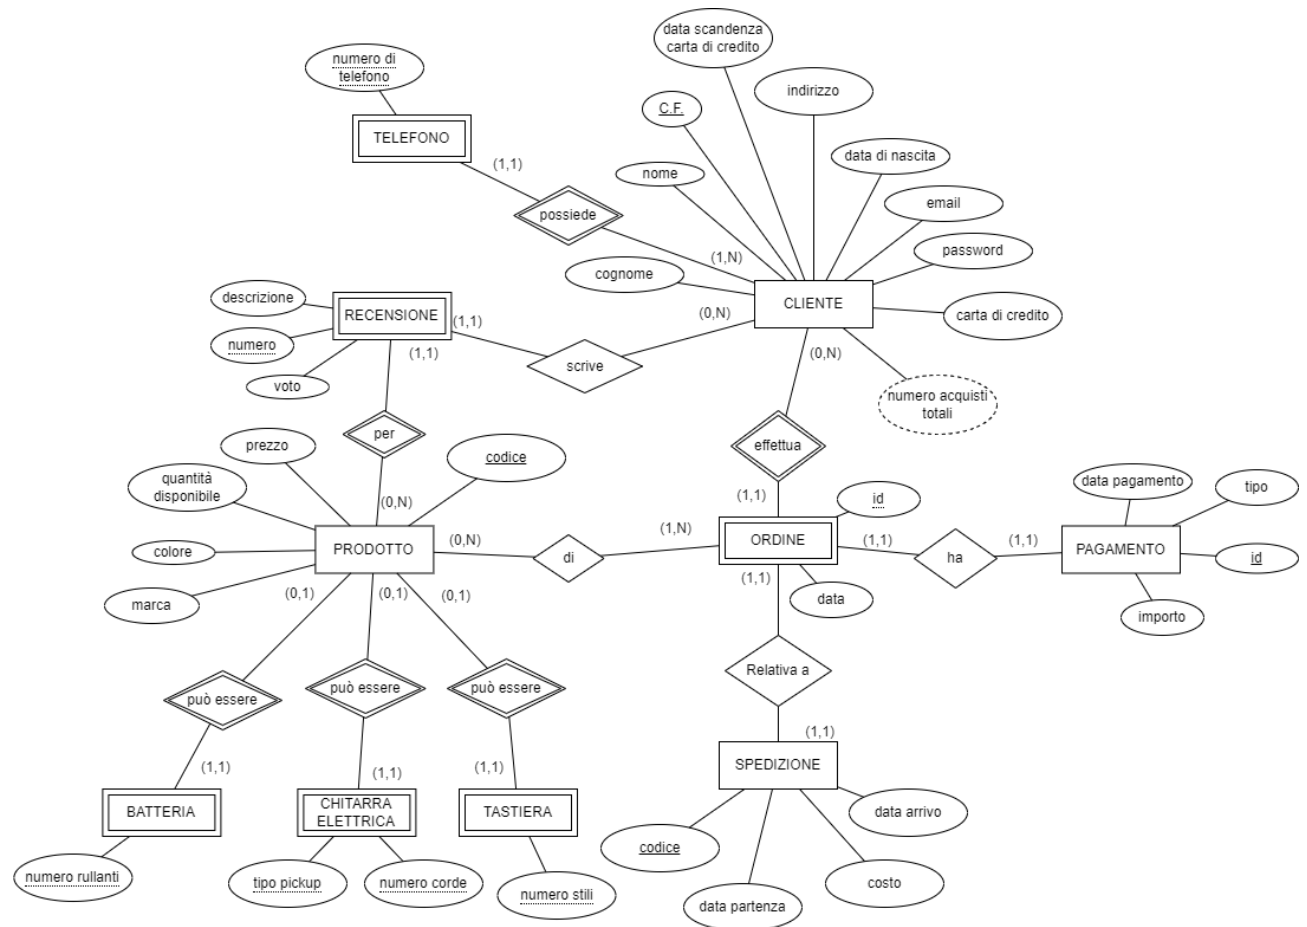 data scandenza
carta di credito
numero di
telefono
indirizzo
C.F.
TELEFONO
data di nascita
(1,1)
nome
email
possiede
password
(1,N)
cognome
descrizione
CLIENTE
RECENSIONE
(1,1)
(0,N)
carta di credito
numero
(1,1)
(0,N)
scrive
voto
numero acquisti
totali
per
prezzo
effettua
codice
quantità
disponibile
data pagamento
tipo
(0,N)
(1,1)
id
(1,N)
PRODOTTO
(0,N)
ORDINE
(1,1)
(1,1)
PAGAMENTO
colore
di
ha
id
(1,1)
(0,1)
(0,1)
(0,1)
marca
data
importo
può essere
può essere
può essere
Relativa a
(1,1)
(1,1)
(1,1)
(1,1)
SPEDIZIONE
BATTERIA
CHITARRA
ELETTRICA
TASTIERA
data arrivo
codice
numero rullanti
tipo pickup
numero corde
numero stili
costo
data partenza